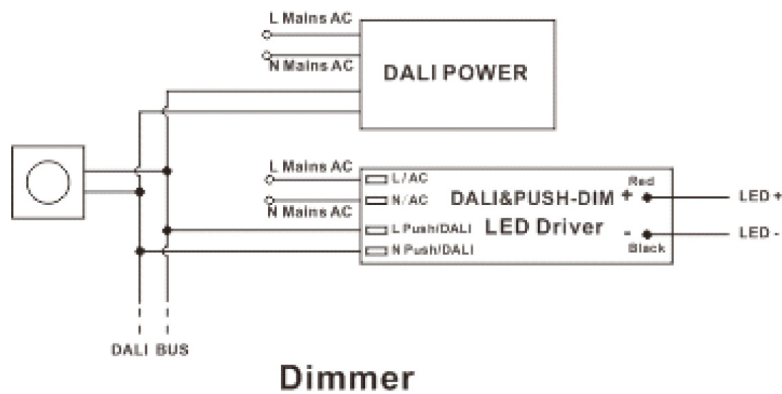 L Mains AC
N Mains AC
DALI POWER
L Mains AC
N Mains AC
L/AC
N/AC
L Push/DALI
N Push/DALI
DALI&PUSH-DIM
LED Driver
Red
+
-
Black
LED +
LED -
DALI BUS
Dimmer